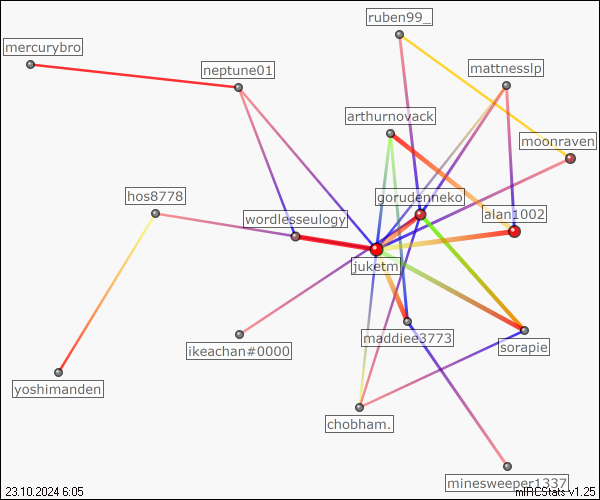 ruben99_
mercurybro
neptune01
mattnesslp
arthurnovack
moonraven
hos8778
gorudenneko
wordlesseulogy
alan1002
juketm
maddiee3773
ikeachan#0000
sorapie
yoshimanden
chobham.
minesweeper1337
23.10.2024 6:05
mIRCStats v1.25